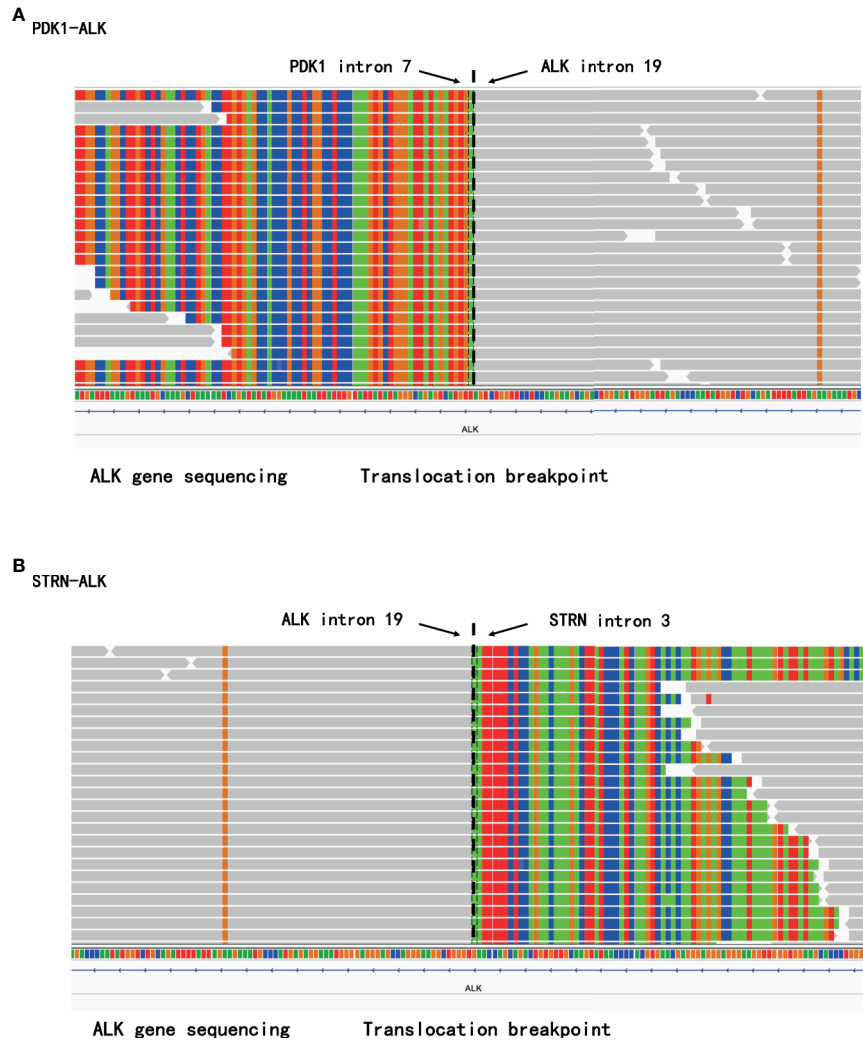 A
PDK1-ALK
PDK1 intron 7 ALK intron 19
ALK
ALK gene sequencing Translocation breakpoint
B
STRN-ALK
ALK intron 19 STRN intron 3
ALK
ALK gene sequencing Translocation breakpoint